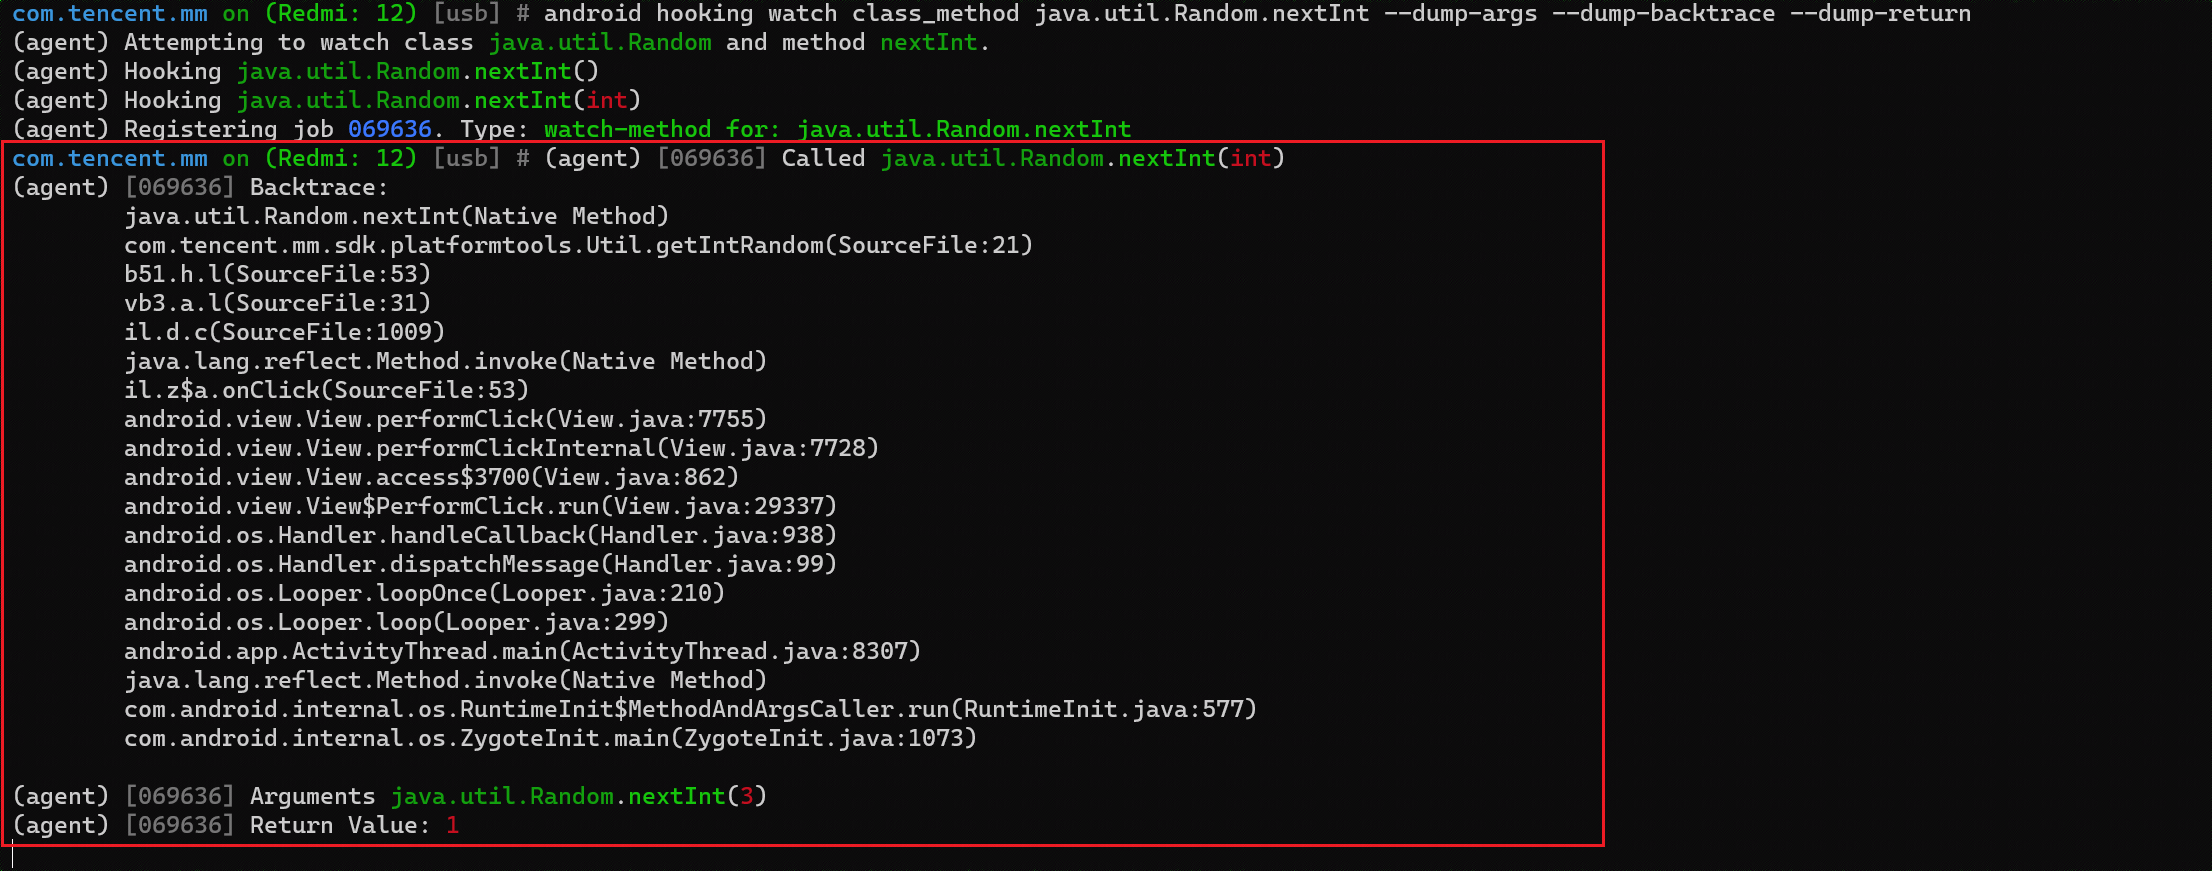 com.tencent.mm on (Redmi: 12) [usb] # android hooking watch class_method java.util.Random.nextInt --dump-args --dump-backtrace --dump-return
(agent) Attempting to watch class java.util.Random and method nextInt.
(agent) Hooking java.util.Random.nextInt()
(agent) Hooking java.util.Random.nextInt(int)
(agent) Registering job 069636. Type: watch-method for: java.util.Random.nextInt
com.tencent.mm on (Redmi: 12) [usb] # (agent) [069636] Called java.util.Random.nextInt(int)
(agent) [069636] Backtrace:
java.util.Random.nextInt(Native Method)
com.tencent.mm.sdk.platformtools.Util.getIntRandom(SourceFile:21)
b51.h.l(SourceFile:53)
vb3.a.l(SourceFile:31)
il.d.c(SourceFile:1009)
java.lang.reflect.Method.invoke(Native Method)
il.z$a.onClick(SourceFile:53)
android.view.View.performClick(View.java:7755)
android.view.View.performClickInternal(View.java:7728)
android.view.View.access$3700(View.java:862)
android.view.View$PerformClick.run(View.java:29337)
android.os.Handler.handleCallback(Handler.java:938)
android.os.Handler.dispatchMessage(Handler.java:99)
android.os.Looper.loopOnce(Looper.java:210)
android.os.Looper.loop(Looper.java:299)
android.app.ActivityThread.main(ActivityThread.java:8307)
java.lang.reflect.Method.invoke(Native Method)
com.android.internal.os.RuntimeInit$MethodAndArgsCaller.run(RuntimeInit.java:577)
com.android.internal.os.ZygoteInit.main(ZygoteInit.java:1073)
(agent) [069636] Arguments java.util.Random.nextInt(3)
(agent) [069636] Return Value: 1